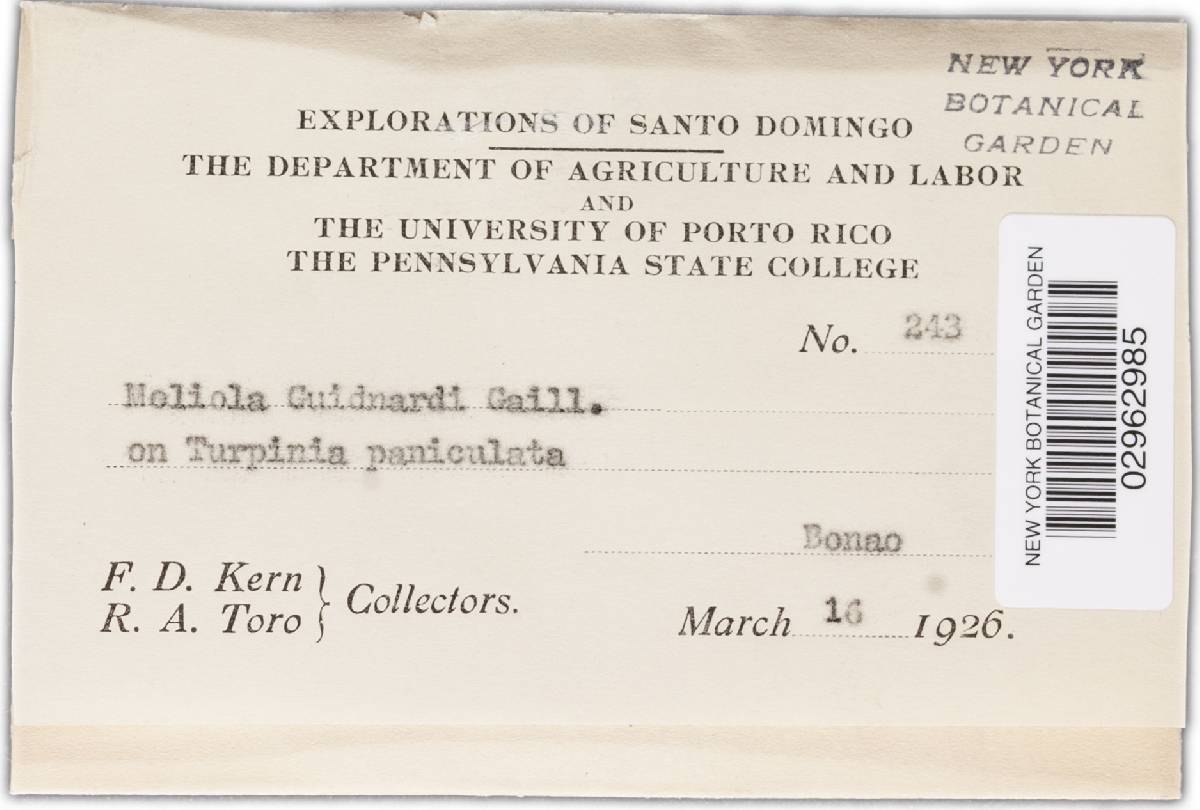 NEW YORK
BOTANICAL
GARDEN
EXPLORATIONS OF SANTO DOMINGO
THE DEPARTMENT OF AGRICULTURE AND LABOR
AND
THE UNIVERSITY OF PORTO RICO
THE PENNSYLVANIA STATE COLLEGE
No. 243
Meliola Guidnardi Gaill.
on Turpinia paniculata
Bonao
F. D. Kern
R. A. Toro
Collectors.
March 16 1926.
NEW YORK BOTANICAL GARDEN
02962985